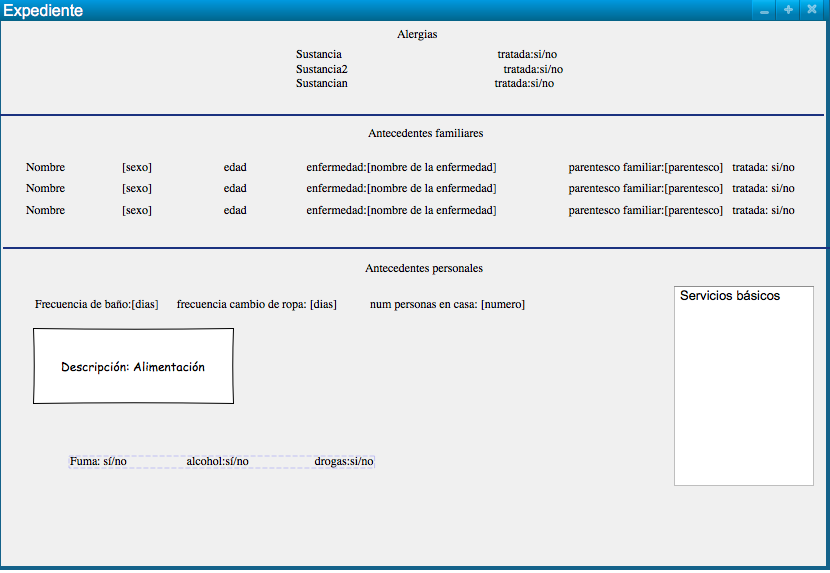 Expediente
Alergias
Sustancia tratada:si/no
Sustancia2 tratada:si/no
Sustancian tratada:si/no
Antecedentes familiares
Nombre [sexo] edad enfermedad:[nombre de la enfermedad] parentesco familiar:[parentesco] tratada: si/no
Nombre [sexo] edad enfermedad:[nombre de la enfermedad] parentesco familiar:[parentesco] tratada: si/no
Nombre [sexo] edad enfermedad:[nombre de la enfermedad] parentesco familiar:[parentesco] tratada: si/no
Antecedentes personales
Frecuencia de baño:[dias] frecuencia cambio de ropa: [dias] num personas en casa: [numero]
Servicios básicos
Descripción: Alimentación
Fuma: sí/no alcohol:sí/no drogas:si/no